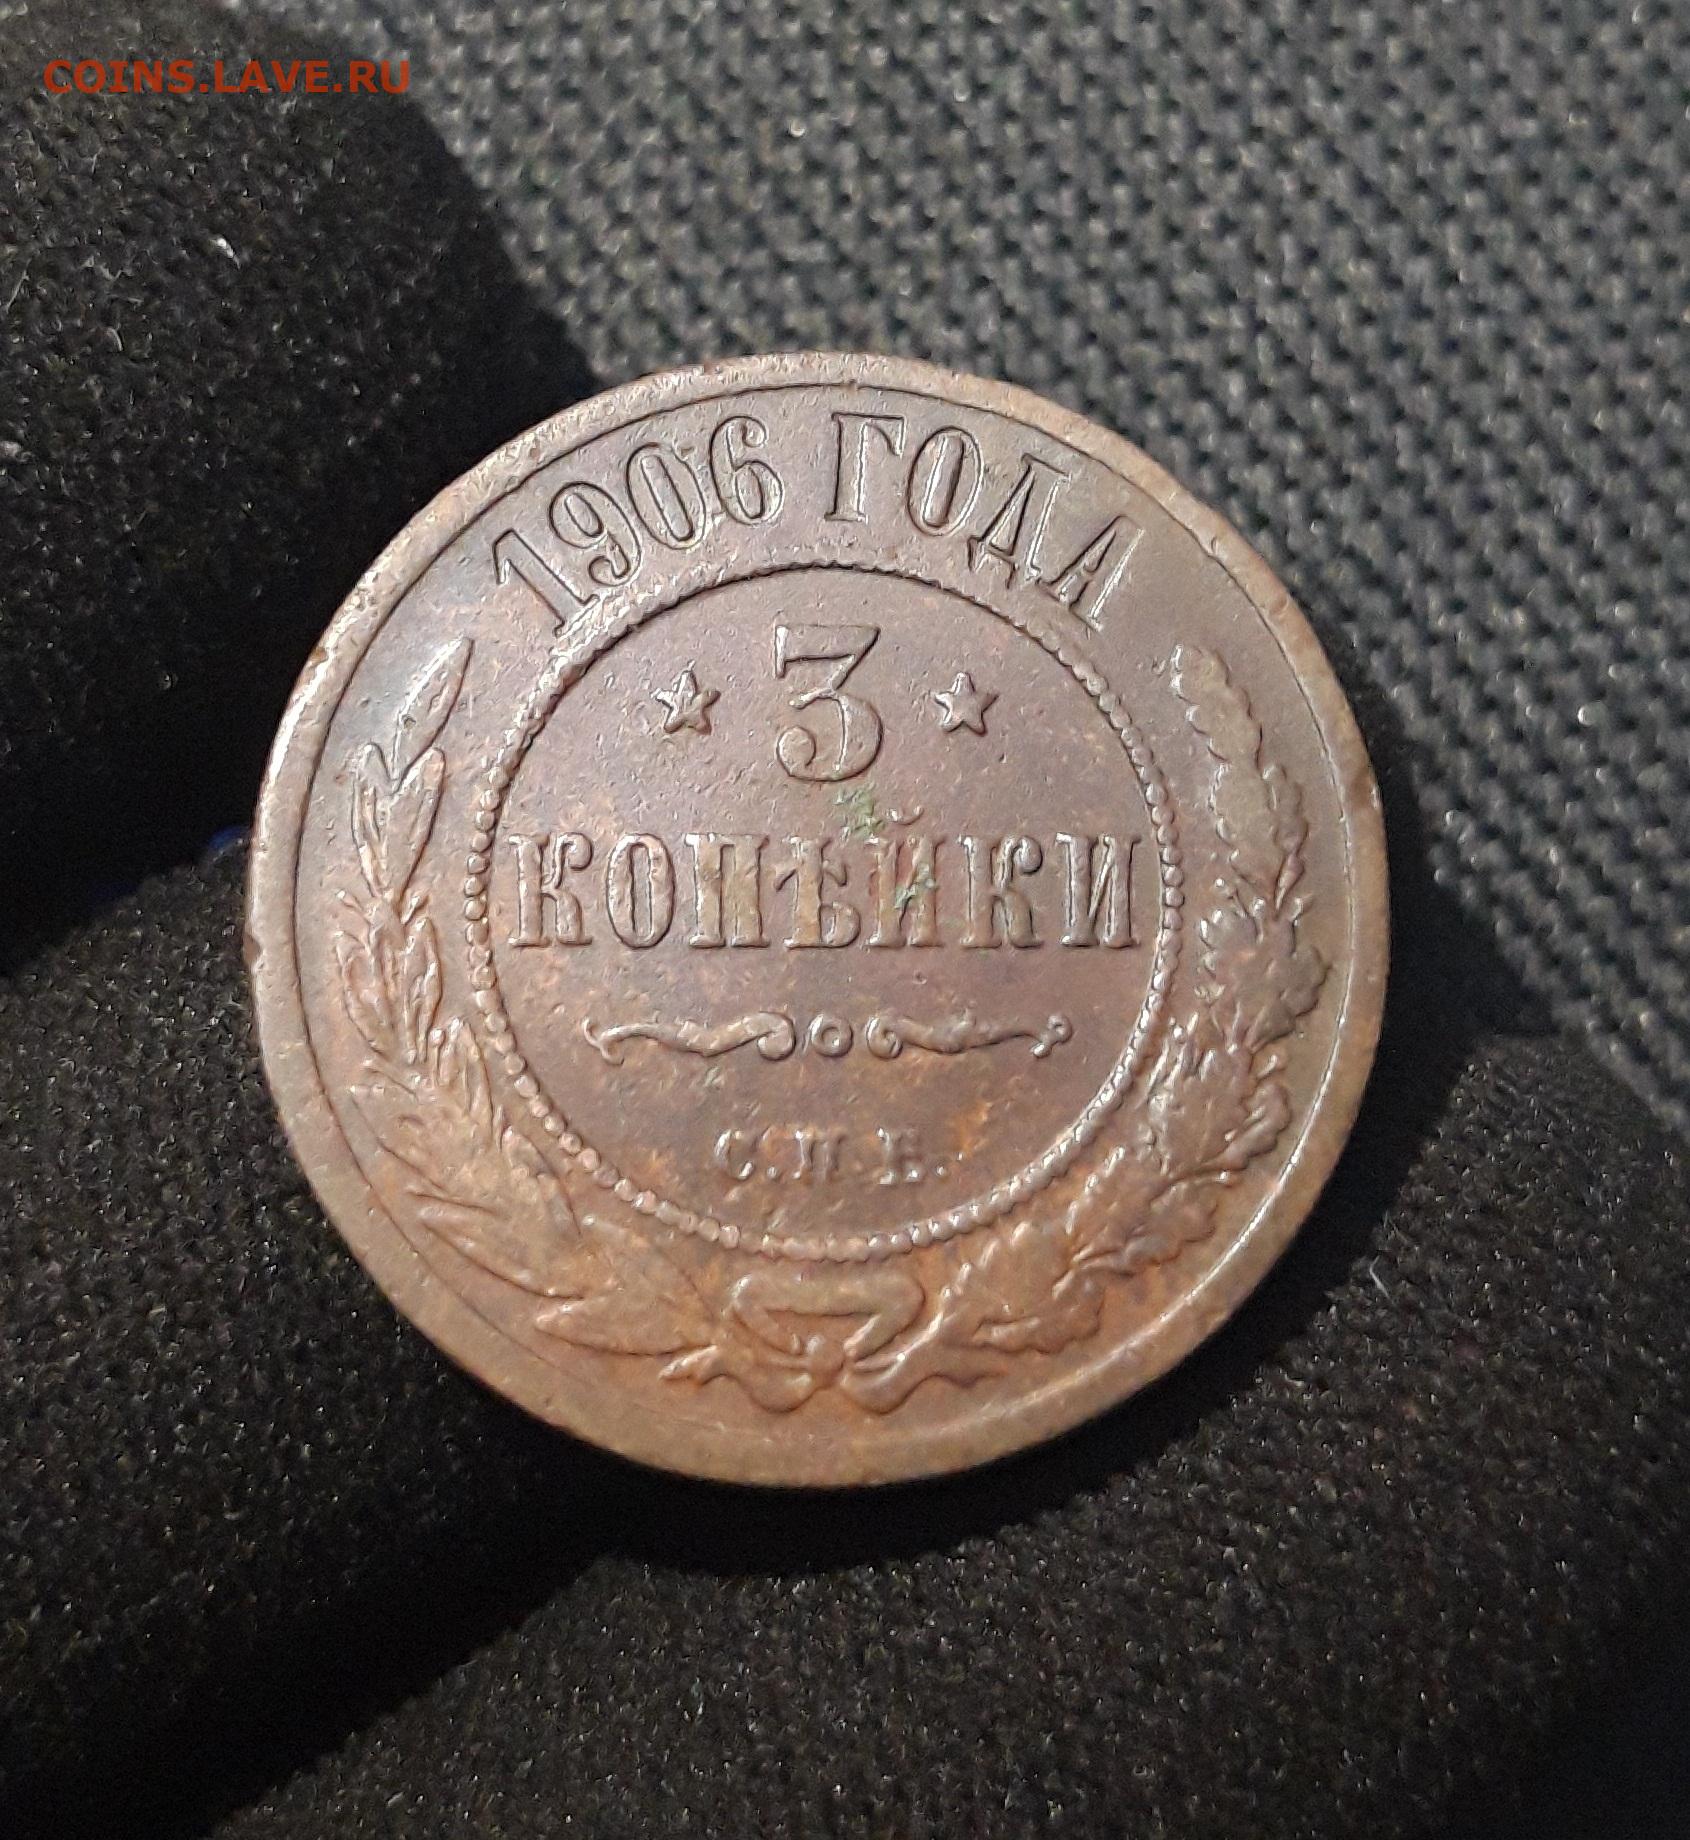 COINS.LAVE.RU
1906 ГОДА
3
КОПѢЙКИ
С.П.Б.